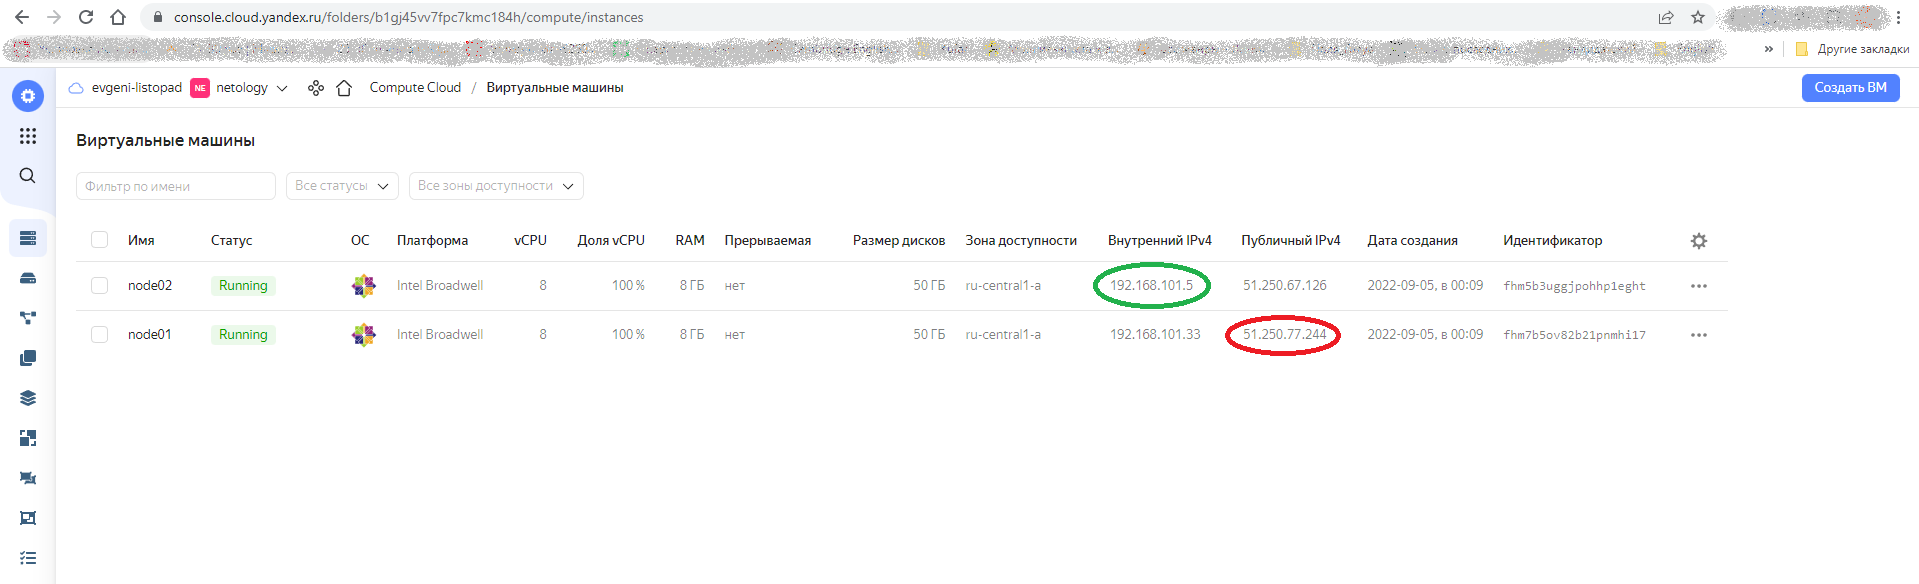 console.cloud.yandex.ru/folders/b1gj45vv7fpc7kmc184h/compute/instances
» Другие закладки
evgeni-listopad NE netology Compute Cloud / Виртуальные машины Создать ВМ
Виртуальные машины
Фильтр по имени Все статусы Все зоны доступности
Имя Статус ОС Платформа vCPU Доля vCPU RAM Прерываемая Размер дисков Зона доступности Внутренний IPv4 Публичный IPv4 Дата создания Идентификатор
node02 Running Intel Broadwell 8 100 % 8 ГБ нет 50 ГБ ru-central1-a 192.168.101.5 51.250.67.126 2022-09-05, в 00:09 fhm5b3uggjpohhp1eght
node01 Running Intel Broadwell 8 100 % 8 ГБ нет 50 ГБ ru-central1-a 192.168.101.33 51.250.77.244 2022-09-05, в 00:09 fhm7b5ov82b21pnmhi17